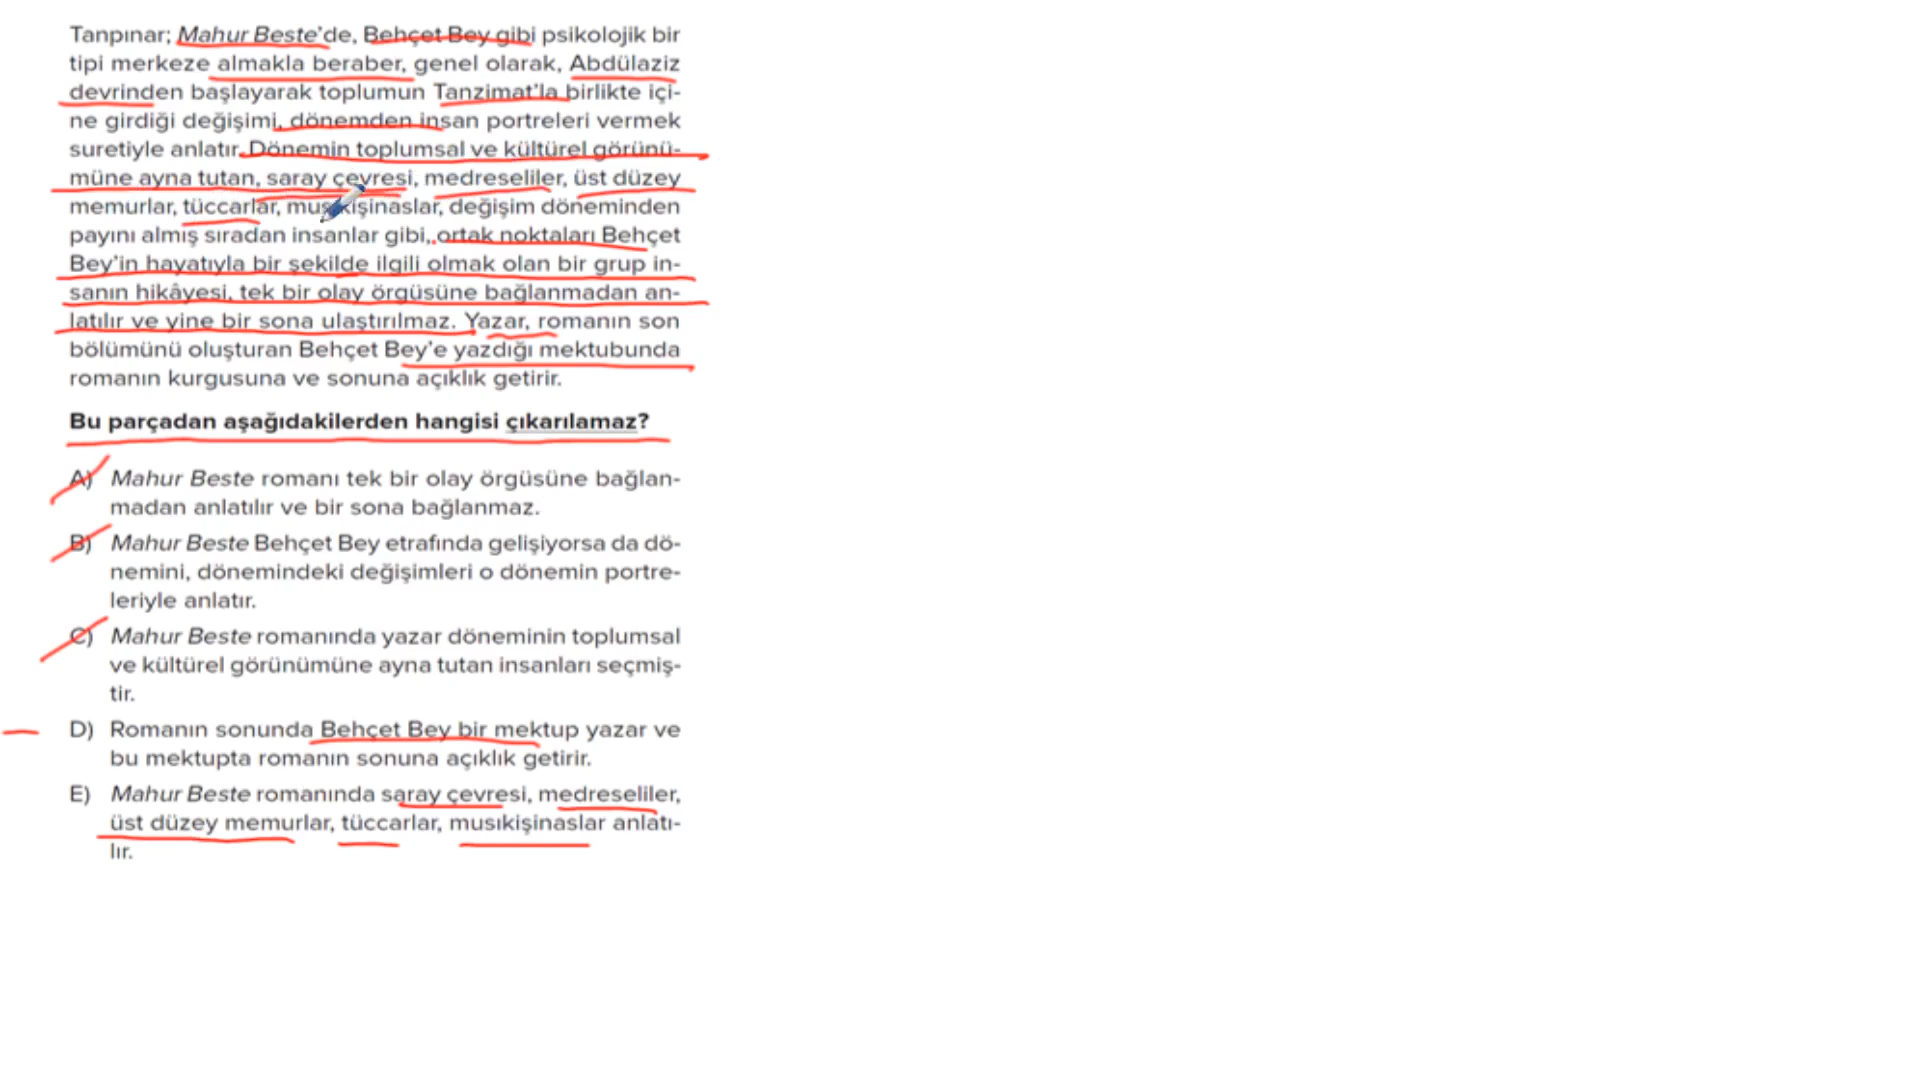 Tanpınar; Mahur Beste'de, Behçet Bey gibi psikolojik bir
tipi merkeze almakla beraber, genel olarak, Abdülaziz
devrinden başlayarak toplumun Tanzimat'la birlikte içi-
ne girdiği değişimi, dönemden insan portreleri vermek
suretiyle anlatır. Dönemin toplumsal ve kültürel görünü-
müne ayna tutan, saray çevresi, medreseliler, üst düzey
memurlar, tüccarlar, musıkişinaslar, değişim döneminden
payını almış sıradan insanlar gibi, ortak noktaları Behçet
Bey'in hayatıyla bir şekilde ilgili olmak olan bir grup in-
sanın hikâyesi, tek bir olay örgüsüne bağlanmadan an-
latılır ve yine bir sona ulaştırılmaz. Yazar, romanın son
bölümünü oluşturan Behçet Bey'e yazdığı mektubunda
romanın kurgusuna ve sonuna açıklık getirir.
Bu parçadan aşağıdakilerden hangisi çıkarılamaz?
A) Mahur Beste romanı tek bir olay örgüsüne bağlan-
madan anlatılır ve bir sona bağlanmaz.
B) Mahur Beste Behçet Bey etrafında gelişiyorsa da dö-
nemini, dönemindeki değişimleri o dönemin portre-
leriyle anlatır.
C) Mahur Beste romanında yazar döneminin toplumsal
ve kültürel görünümüne ayna tutan insanları seçmiş-
tir.
D) Romanın sonunda Behçet Bey bir mektup yazar ve
bu mektupta romanın sonuna açıklık getirir.
E) Mahur Beste romanında saray çevresi, medreseliler,
üst düzey memurlar, tüccarlar, musıkişinaslar anlatı-
lır.